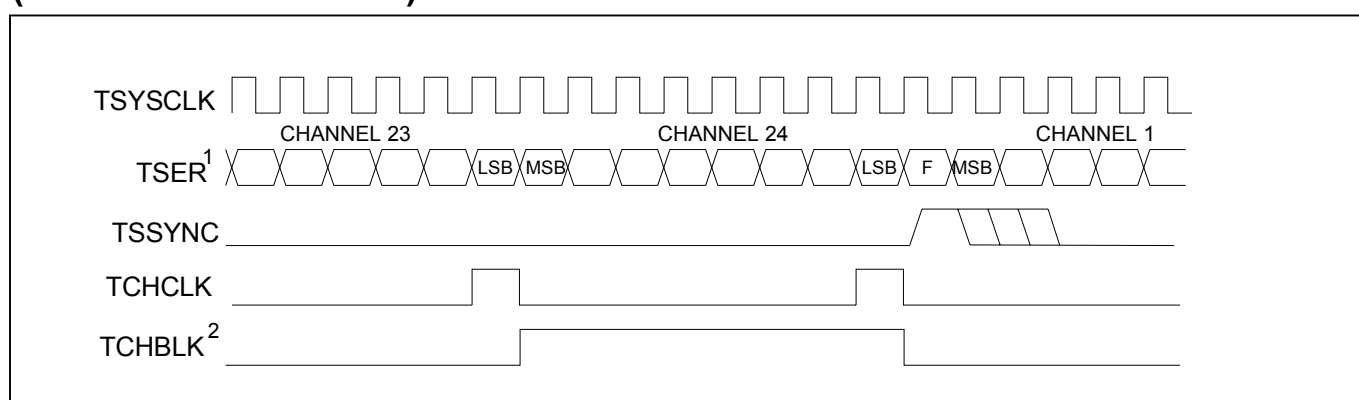 TSYSCLK
CHANNEL 23 CHANNEL 24 CHANNEL 1
TSER1 LSB MSB LSB F MSB
TSSYNC
TCHCLK
TCHBLK2